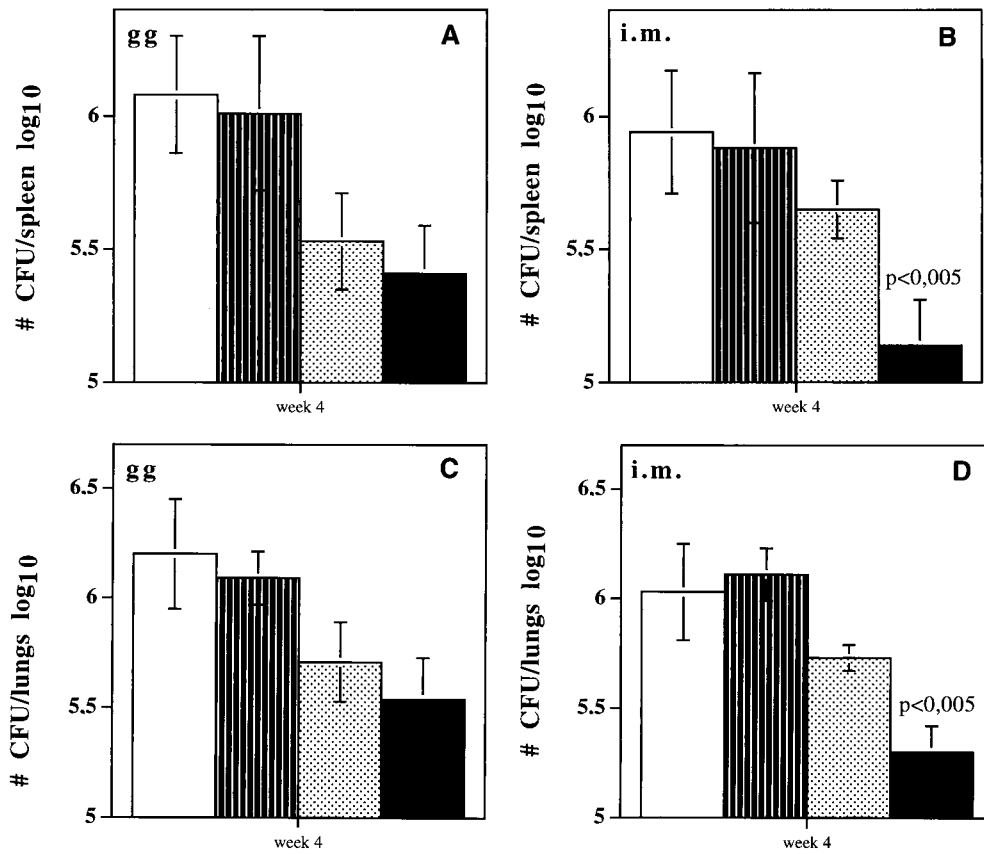 gg
A
# CFU/spleen log10
6
5.5
5
week 4
i.m.
B
# CFU/spleen log10
6
5.5
5
p<0,005
week 4
gg
C
# CFU/lungs log10
6.5
6
5.5
5
week 4
i.m.
D
# CFU/lungs log10
6.5
6
5.5
5
p<0,005
week 4